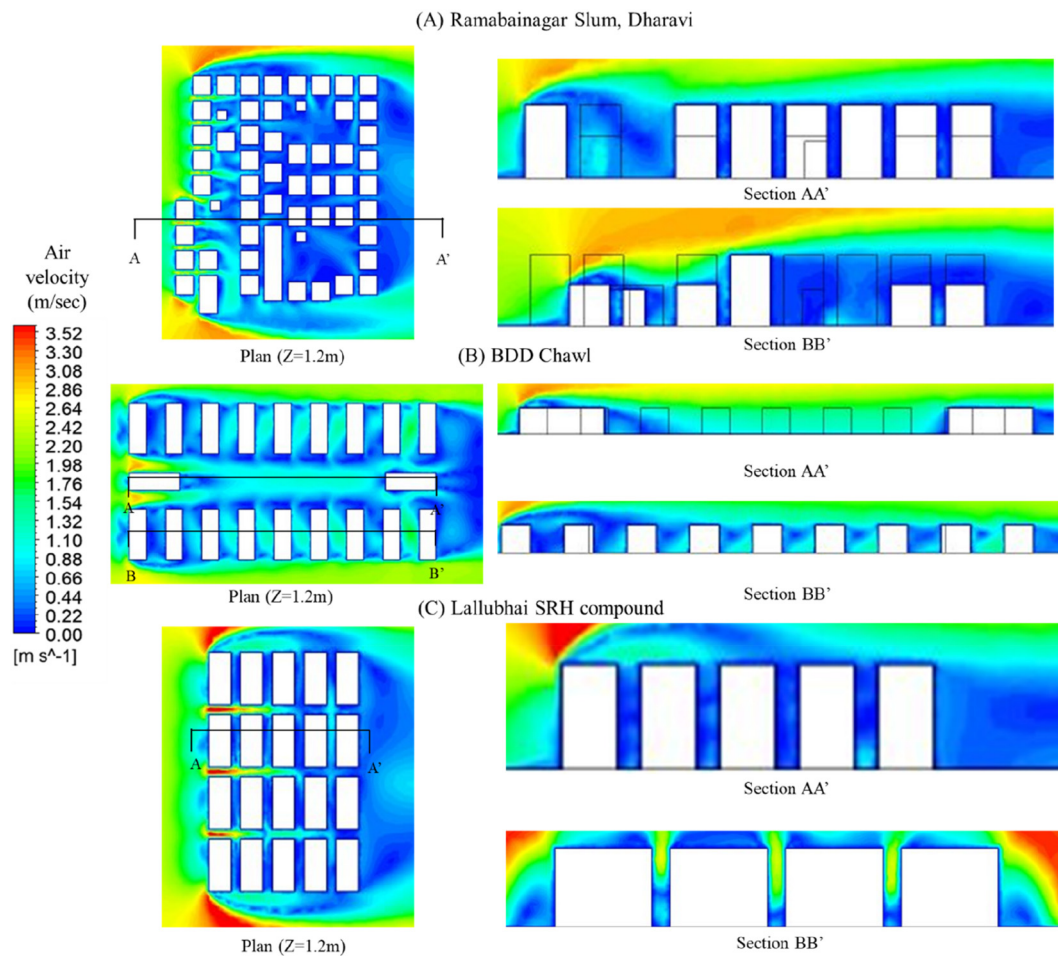 (A) Ramabainagar Slum, Dharavi
A
A’
Plan (Z=1.2m)
Section AA’
Section BB’
Air
velocity
(m/sec)
3.52
3.30
3.08
2.86
2.64
2.42
2.20
1.98
1.76
1.54
1.32
1.10
0.88
0.66
0.44
0.22
0.00
[m s^-1]
(B) BDD Chawl
A
A’
B
B’
Plan (Z=1.2m)
Section AA’
Section BB’
(C) Lallubhai SRH compound
A
A’
Plan (Z=1.2m)
Section AA’
Section BB’